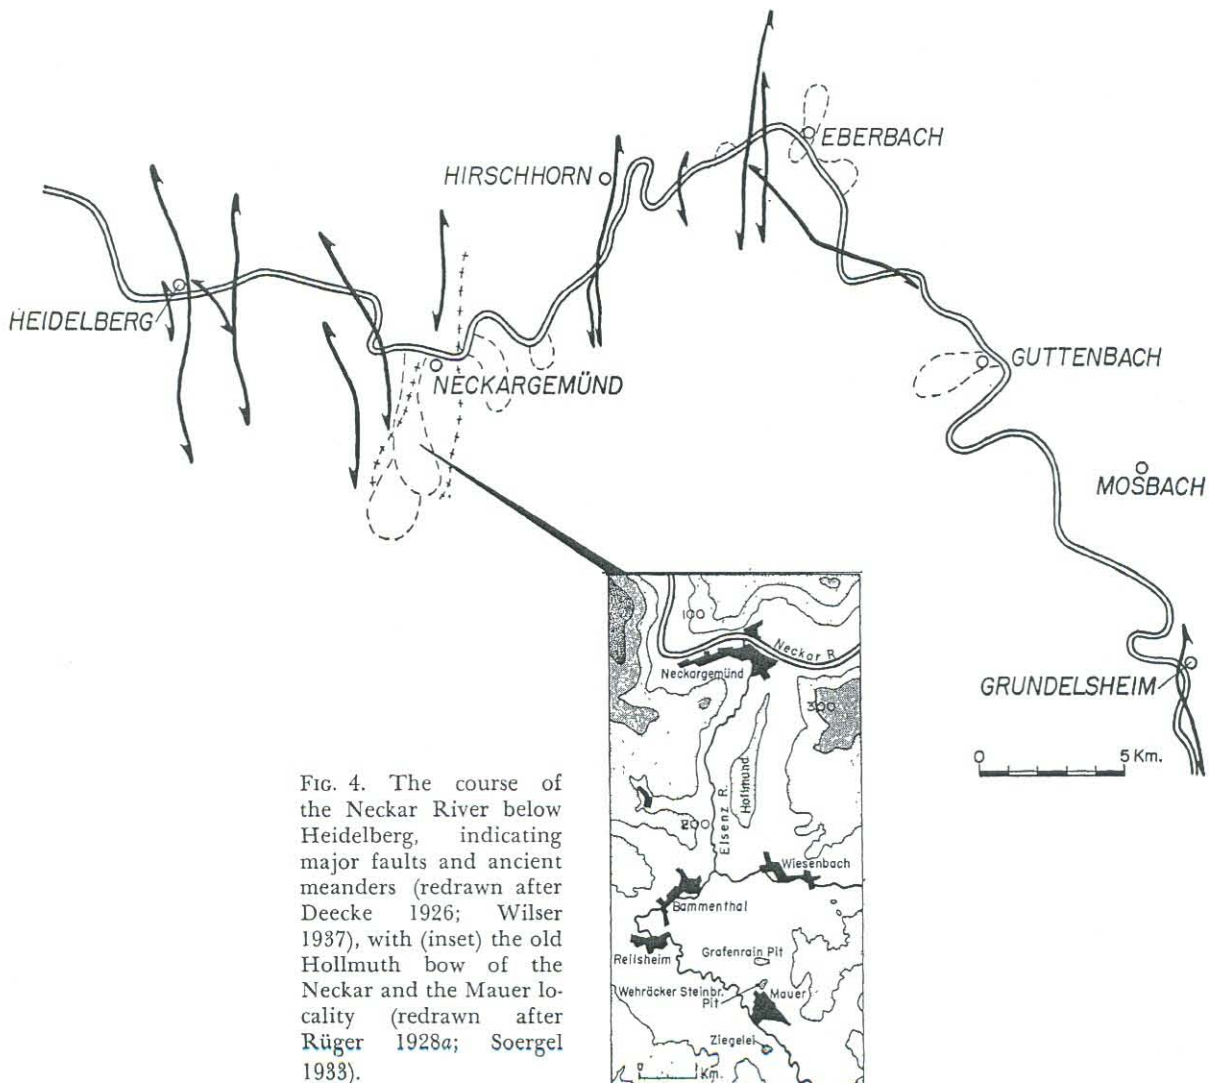 EBERBACH
HIRSCHHORN
HEIDELBERG
NECKARGEMÜND
GUTTENBACH
MOSBACH
GRUNDELSHEIM
0 5 Km.
100
Neckar R.
Neckargemünd
300
Hollmund
Elsenz R.
200
Wiesenbach
Bammenthal
Reilsheim
Grafenrain Pit
Wehräcker Steinbr.
Pit
Mauer
Ziegelei
0 1 Km.
FIG. 4. The course of
the Neckar River below
Heidelberg, indicating
major faults and ancient
meanders (redrawn after
Deecke 1926; Wilser
1937), with (inset) the old
Hollmuth bow of the
Neckar and the Mauer lo-
cality (redrawn after
Rüger 1928a; Soergel
1933).